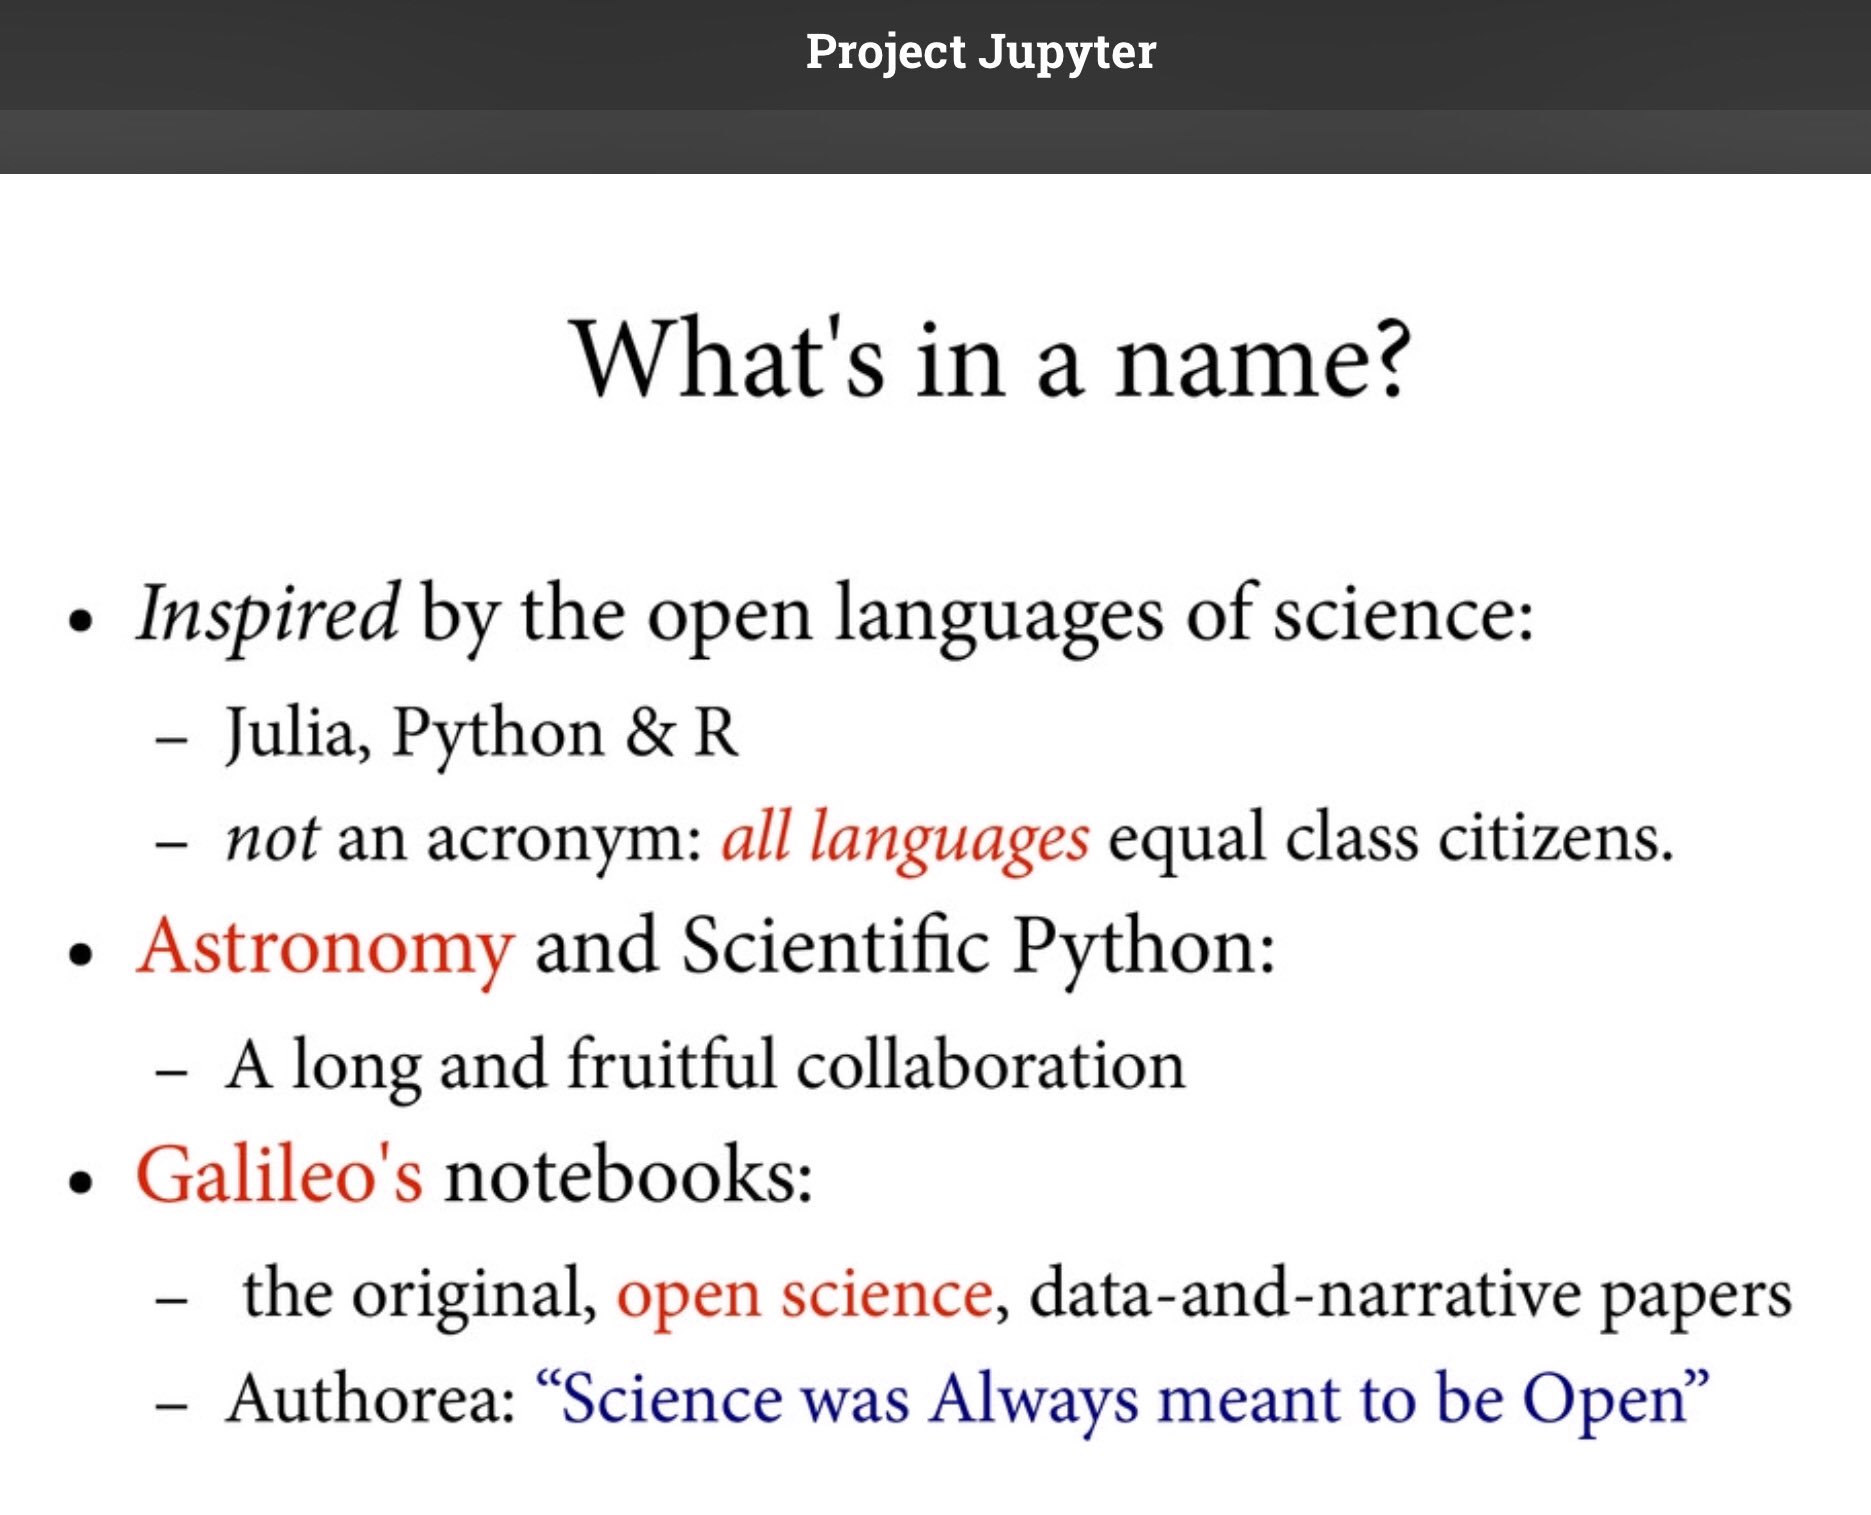 Project Jupyter
What's in a name?
• Inspired by the open languages of science:
– Julia, Python & R
– not an acronym: all languages equal class citizens.
• Astronomy and Scientific Python:
– A long and fruitful collaboration
• Galileo's notebooks:
– the original, open science, data-and-narrative papers
– Authorea: “Science was Always meant to be Open”